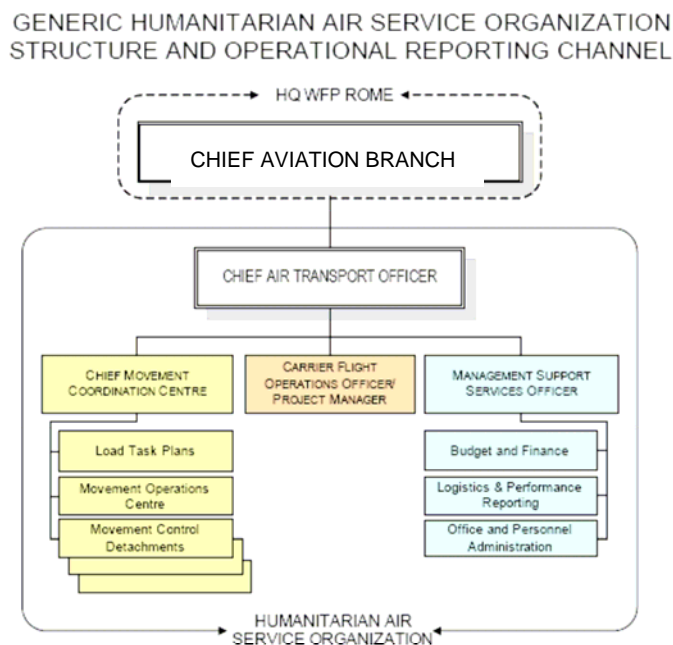 GENERIC HUMANITARIAN AIR SERVICE ORGANIZATION
STRUCTURE AND OPERATIONAL REPORTING CHANNEL
HQ WFP ROME
CHIEF AVIATION BRANCH
CHIEF AIR TRANSPORT OFFICER
CHIEF MOVEMENT
COORDINATION CENTRE
CARRIER FLIGHT
OPERATIONS OFFICER/
PROJECT MANAGER
MANAGEMENT SUPPORT
SERVICES OFFICER
Load Task Plans
Movement Operations
Centre
Movement Control
Detachments
Budget and Finance
Logistics & Performance
Reporting
Office and Personnel
Administration
HUMANITARIAN AIR
SERVICE ORGANIZATION